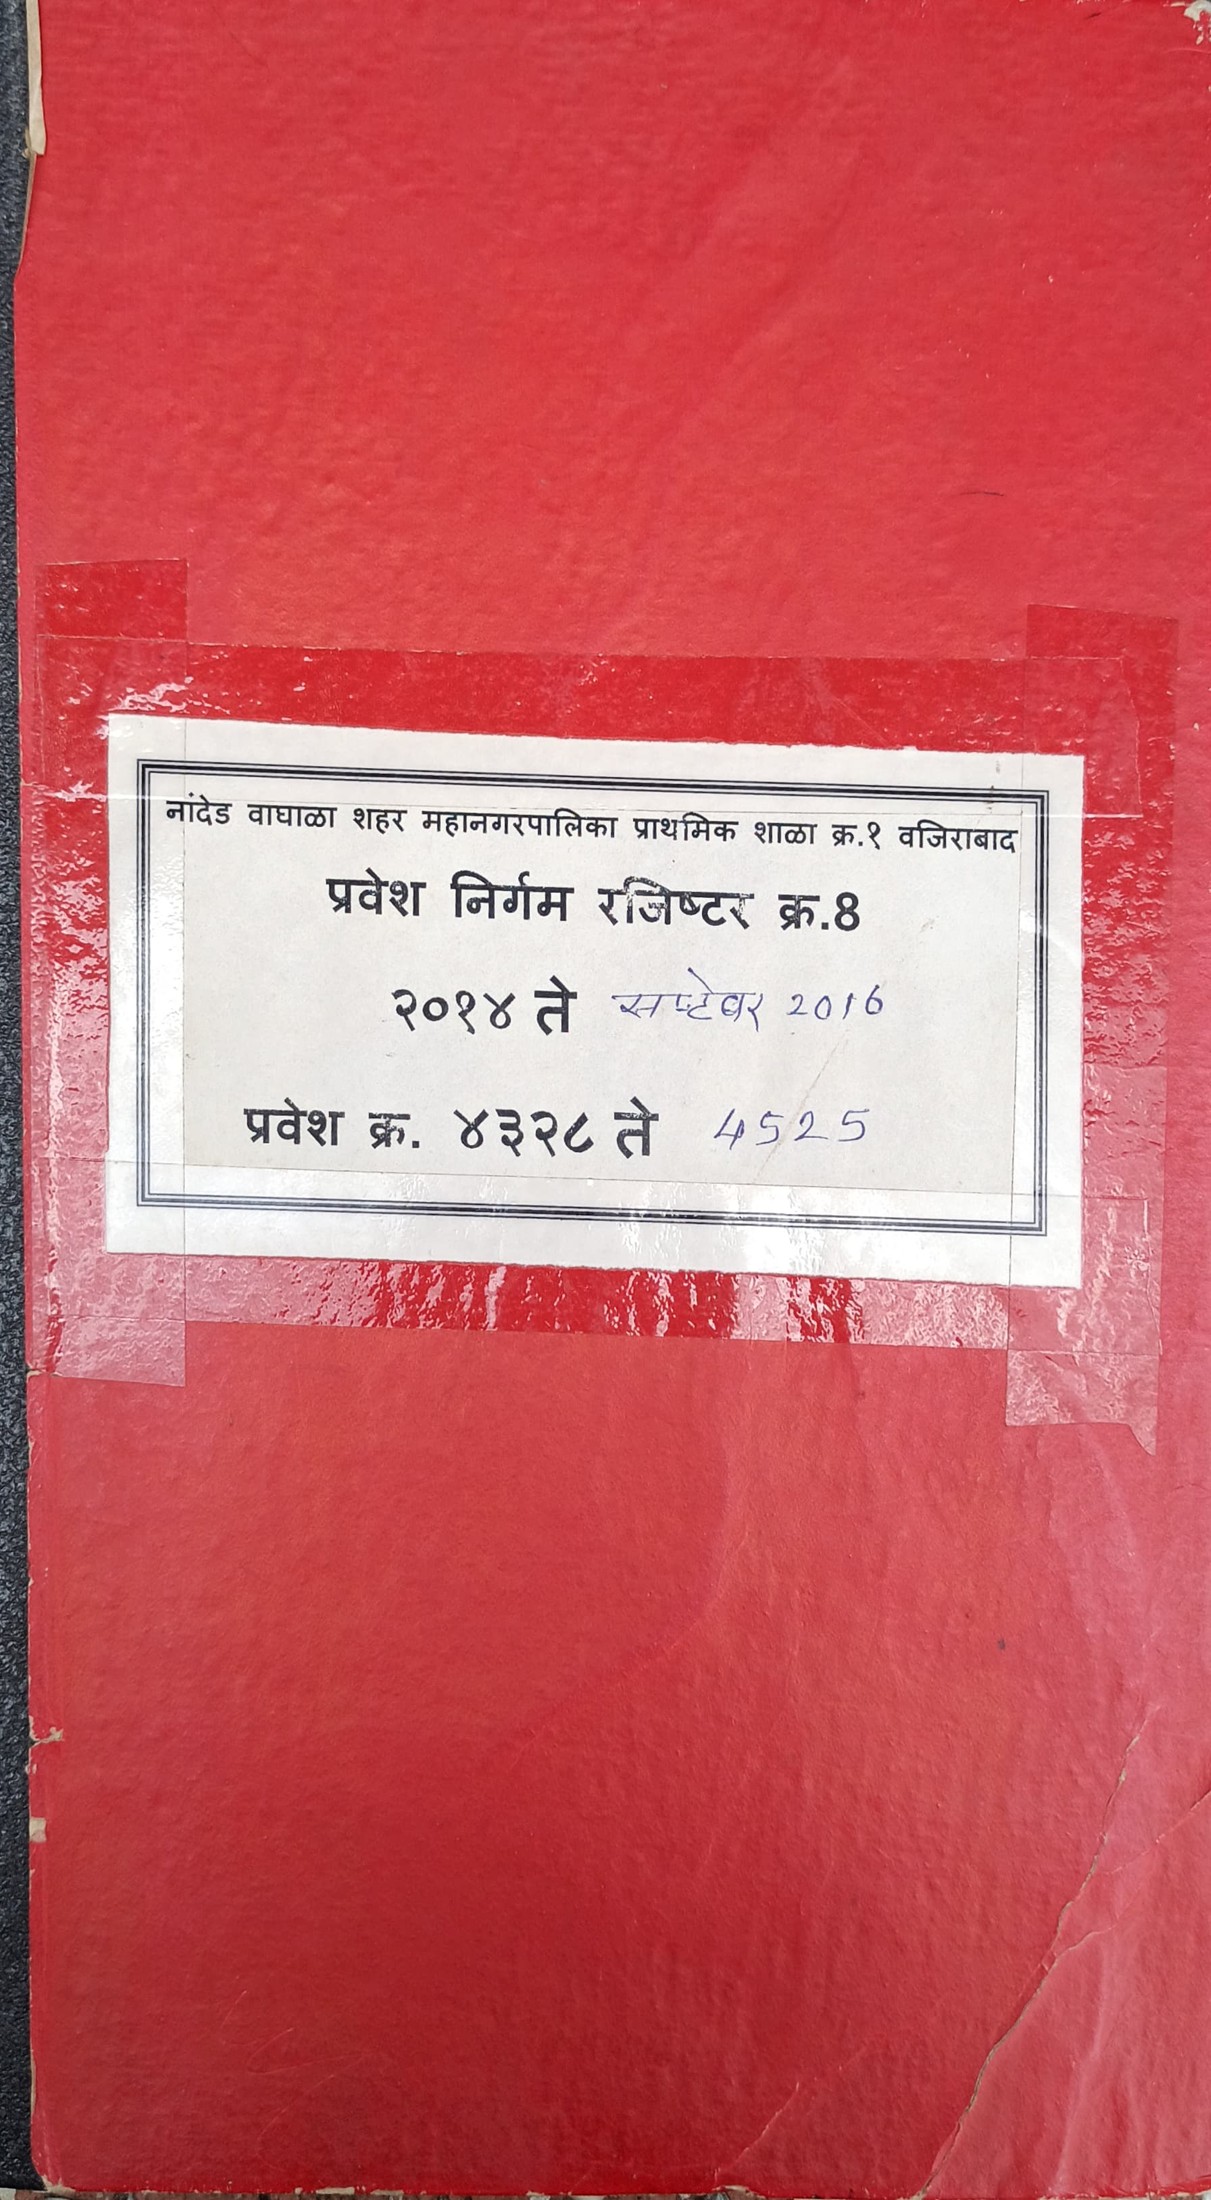 नांदेड वाघाळा शहर महानगरपालिका प्राथमिक शाळा क्र.१ वजिराबाद
प्रवेश निर्गम रजिष्टर क्र.8
२०१४ ते सप्टेबर 2016
प्रवेश क्र. ४३२८ ते 4525